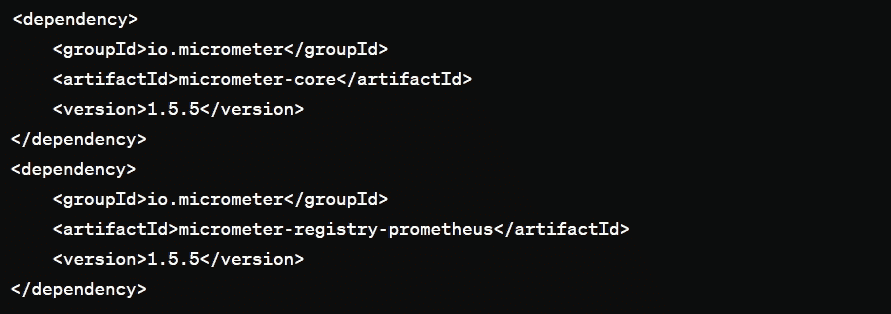 <dependency>
    <groupId>io.micrometer</groupId>
    <artifactId>micrometer-core</artifactId>
    <version>1.5.5</version>
</dependency>
<dependency>
    <groupId>io.micrometer</groupId>
    <artifactId>micrometer-registry-prometheus</artifactId>
    <version>1.5.5</version>
</dependency>